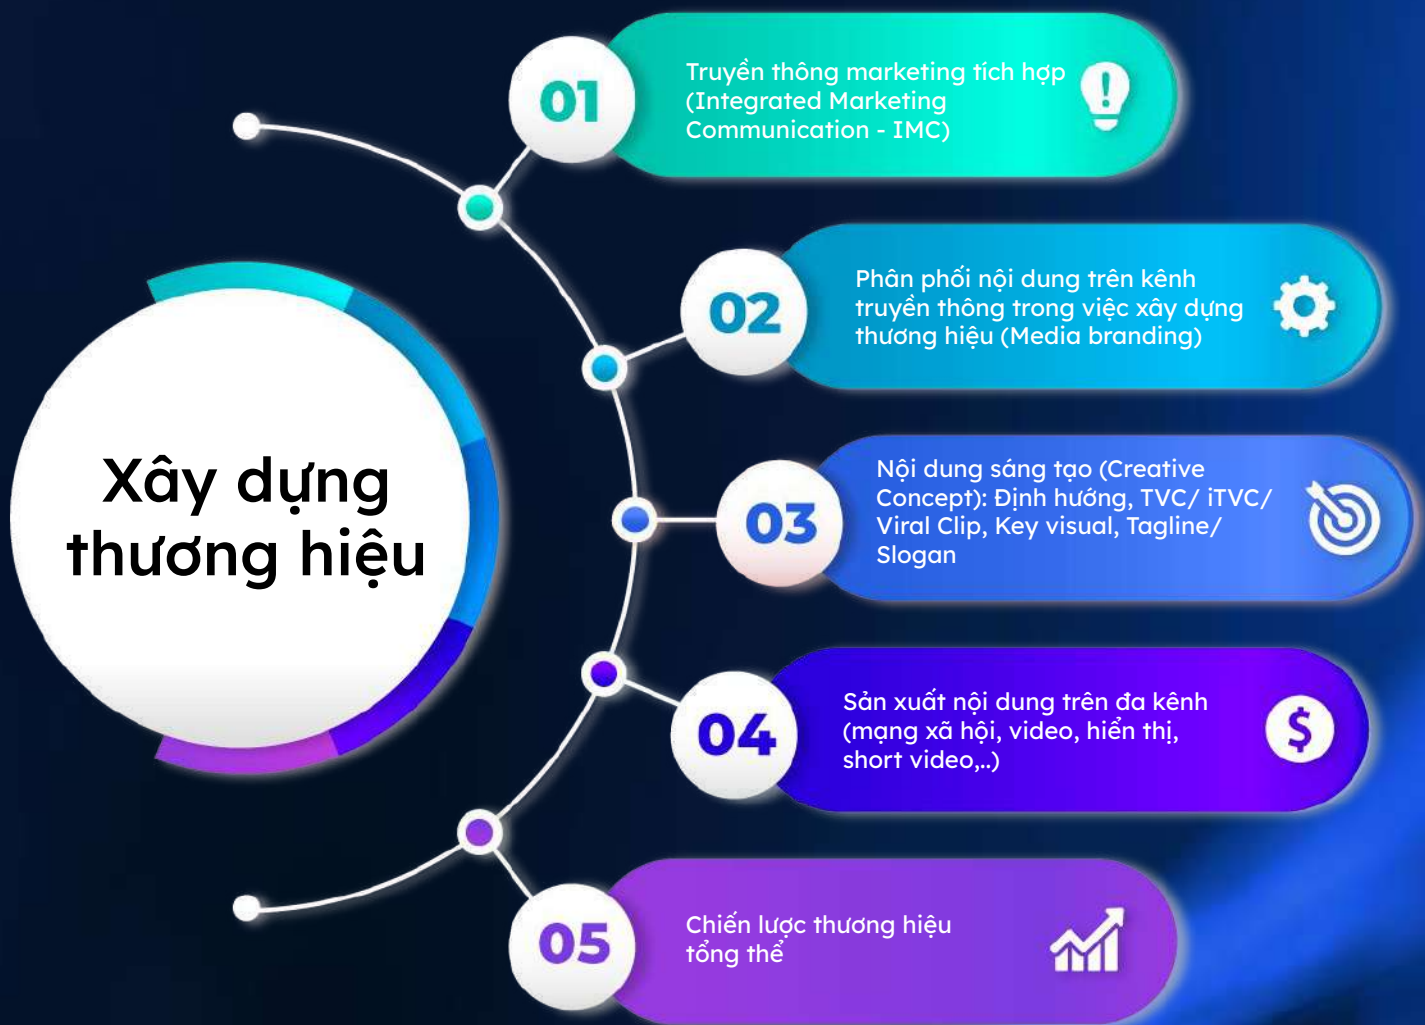 Xây dựng
thương hiệu
01
Truyền thông marketing tích hợp
(Integrated Marketing
Communication - IMC)
02
Phân phối nội dung trên kênh
truyền thông trong việc xây dựng
thương hiệu (Media branding)
03
Nội dung sáng tạo (Creative
Concept): Định hướng, TVC/ iTVC/
Viral Clip, Key visual, Tagline/
Slogan
04
Sản xuất nội dung trên đa kênh
(mạng xã hội, video, hiển thị,
short video,..)
$
05
Chiến lược thương hiệu
tổng thể